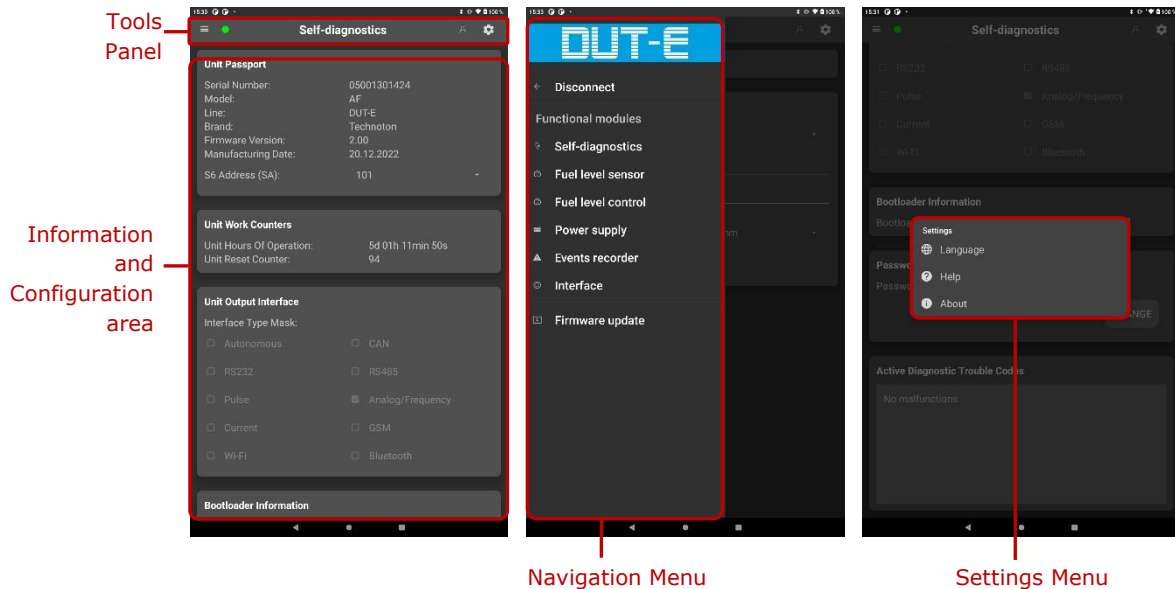 Tools
Panel
Information
and
Configuration
area
15:30
100%
Self-diagnostics
Unit Passport
Serial Number: 05001301424
Model: AF
Line: DUT-E
Brand: Technoton
Firmware Version: 2.00
Manufacturing Date: 20.12.2022
S6 Address (SA): 101
Unit Work Counters
Unit Hours Of Operation: 5d 01h 11min 50s
Unit Reset Counter: 94
Unit Output Interface
Interface Type Mask:
Autonomous CAN
RS232 RS485
Pulse Analog/Frequency
Current GSM
Wi-Fi Bluetooth
Bootloader Information
100%
DUT-E
Disconnect
Functional modules
Self-diagnostics
Fuel level sensor
Fuel level control
Power supply
Events recorder
Interface
Firmware update
Navigation Menu
15:31
100%
Self-diagnostics
RS232 RS485
Pulse Analog/Frequency
Current GSM
Wi-Fi Bluetooth
Bootloader Information
Settings
Language
Help
About
Active Diagnostic Trouble Codes
No malfunctions
Settings Menu